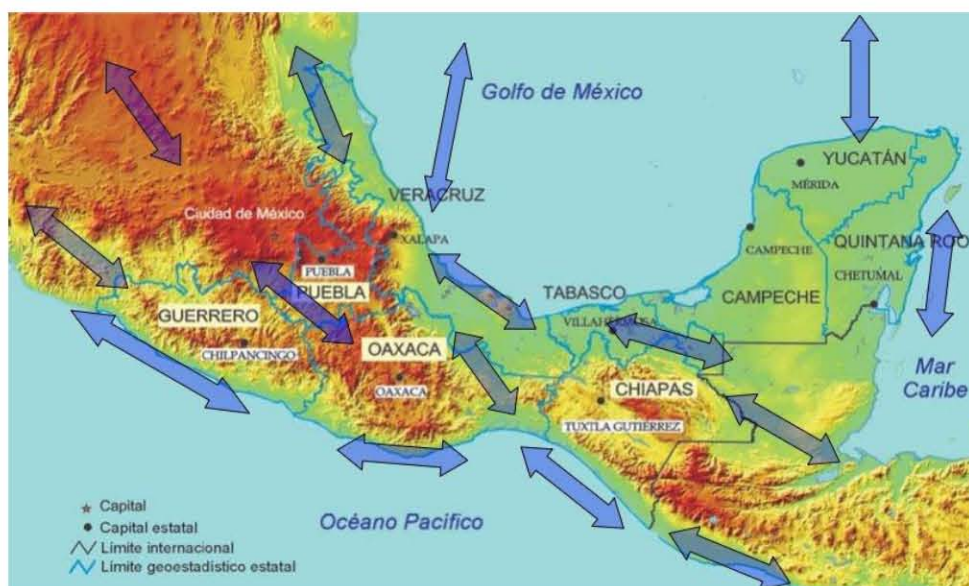 Golfo de México
YUCATÁN
MÉRIDA
VERACRUZ
Ciudad de México
XALAPA
CAMPECHE
QUINTANA ROO
PUEBLA
CHETUMAL
PUEBLA
TABASCO
CAMPECHE
GUERRERO
VILLAHERMOSA
OAXACA
CHILPANCINGO
Mar
Caribe
OAXACA
CHIAPAS
TUXTLA GUTIÉRREZ
Océano Pacífico
Capital
Capital estatal
Límite internacional
Límite geoestadístico estatal